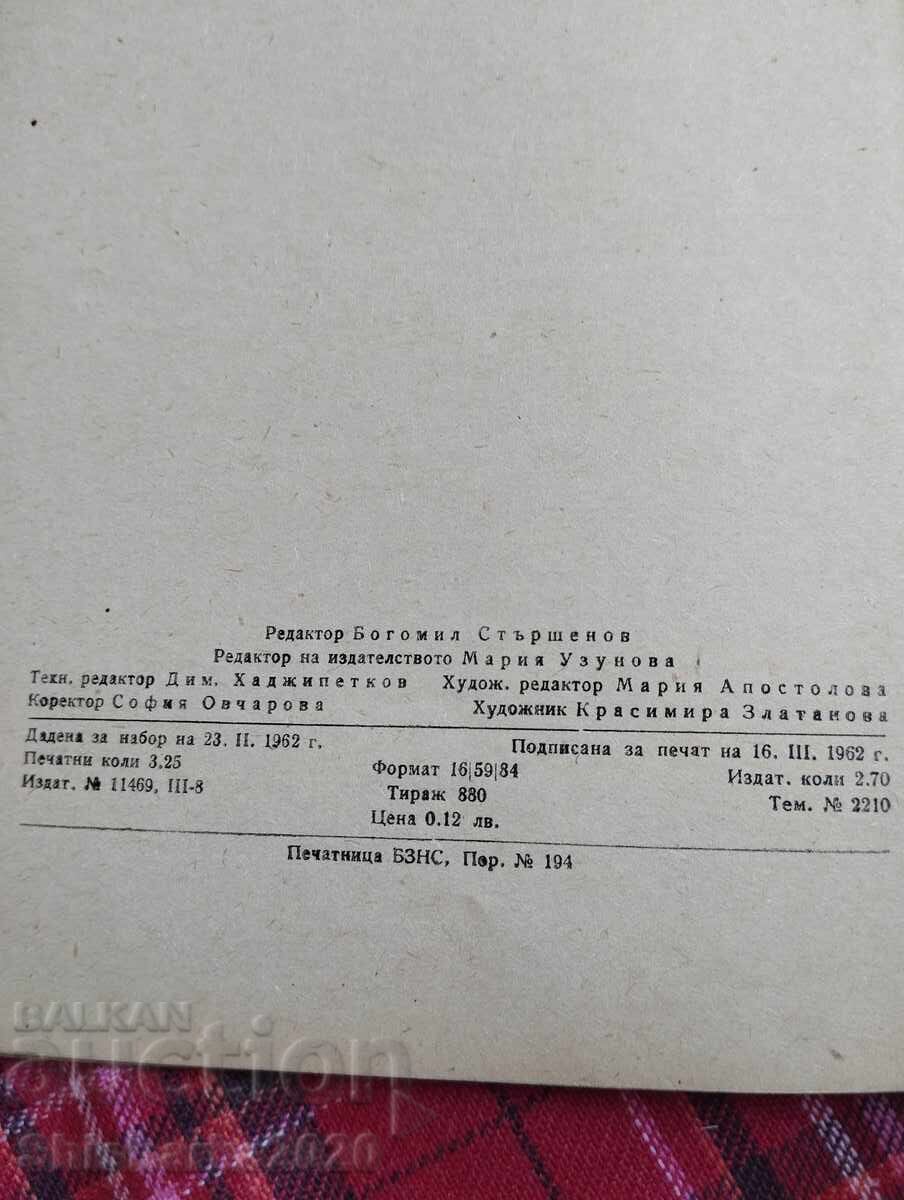 Редактор Богомил Стършенов
Редактор на издателството Мария Узунова
Техн. редактор Дим. Хаджипетков Худож. редактор Мария Апостолова
Коректор София Овчарова Художник Красимира Златанова
Дадена за набор на 23. II. 1962 г. Подписана за печат на 16. III. 1962 г.
Печатни коли 3,25 Формат 16|59|84 Издат. коли 2.70
Издат. № 11469, III-8 Тираж 880 Тем. № 2210
Цена 0.12 лв.
Печатница БЗНС, Пор. № 194
BALKAN
auction